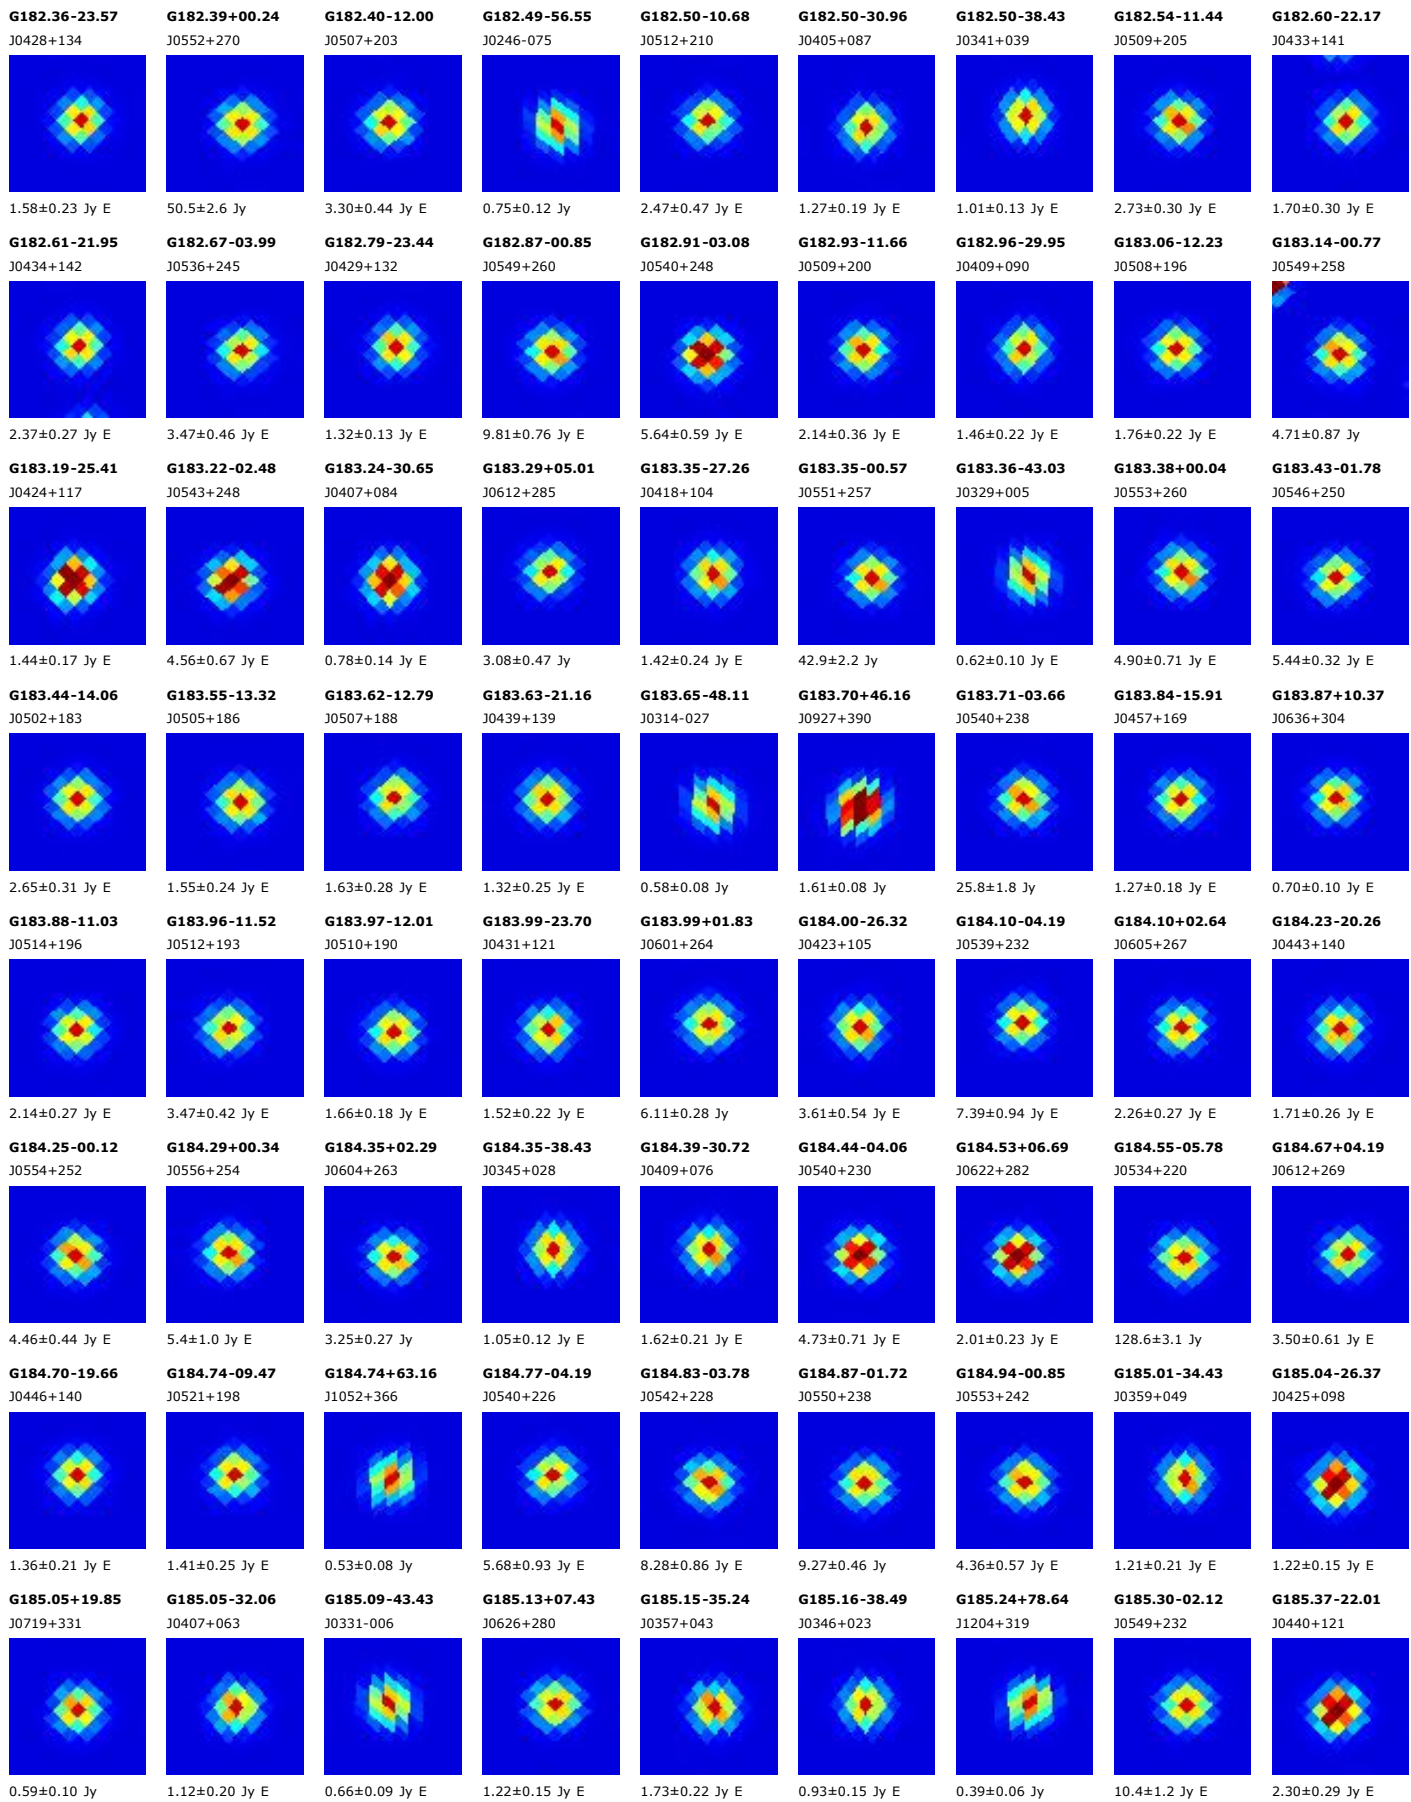 G182.36-23.57 G182.39+00.24 G182.40-12.00 G182.49-56.55 G182.50-10.68 G182.50-30.96 G182.50-38.43 G182.54-11.44 G182.60-22.17
J0428+134 J0552+270 J0507+203 J0246-075 J0512+210 J0405+087 J0341+039 J0509+205 J0433+141
1.58±0.23 Jy E 50.5±2.6 Jy 3.30±0.44 Jy E 0.75±0.12 Jy 2.47±0.47 Jy E 1.27±0.19 Jy E 1.01±0.13 Jy E 2.73±0.30 Jy E 1.70±0.30 Jy E
G182.61-21.95 G182.67-03.99 G182.79-23.44 G182.87-00.85 G182.91-03.08 G182.93-11.66 G182.96-29.95 G183.06-12.23 G183.14-00.77
J0434+142 J0536+245 J0429+132 J0549+260 J0540+248 J0509+200 J0409+090 J0508+196 J0549+258
2.37±0.27 Jy E 3.47±0.46 Jy E 1.32±0.13 Jy E 9.81±0.76 Jy E 5.64±0.59 Jy E 2.14±0.36 Jy E 1.46±0.22 Jy E 1.76±0.22 Jy E 4.71±0.87 Jy
G183.19-25.41 G183.22-02.48 G183.24-30.65 G183.29+05.01 G183.35-27.26 G183.35-00.57 G183.36-43.03 G183.38+00.04 G183.43-01.78
J0424+117 J0543+248 J0407+084 J0612+285 J0418+104 J0551+257 J0329+005 J0553+260 J0546+250
1.44±0.17 Jy E 4.56±0.67 Jy E 0.78±0.14 Jy E 3.08±0.47 Jy 1.42±0.24 Jy E 42.9±2.2 Jy 0.62±0.10 Jy E 4.90±0.71 Jy E 5.44±0.32 Jy E
G183.44-14.06 G183.55-13.32 G183.62-12.79 G183.63-21.16 G183.65-48.11 G183.70+46.16 G183.71-03.66 G183.84-15.91 G183.87+10.37
J0502+183 J0505+186 J0507+188 J0439+139 J0314-027 J0927+390 J0540+238 J0457+169 J0636+304
2.65±0.31 Jy E 1.55±0.24 Jy E 1.63±0.28 Jy E 1.32±0.25 Jy E 0.58±0.08 Jy 1.61±0.08 Jy 25.8±1.8 Jy 1.27±0.18 Jy E 0.70±0.10 Jy E
G183.88-11.03 G183.96-11.52 G183.97-12.01 G183.99-23.70 G183.99+01.83 G184.00-26.32 G184.10-04.19 G184.10+02.64 G184.23-20.26
J0514+196 J0512+193 J0510+190 J0431+121 J0601+264 J0423+105 J0539+232 J0605+267 J0443+140
2.14±0.27 Jy E 3.47±0.42 Jy E 1.66±0.18 Jy E 1.52±0.22 Jy E 6.11±0.28 Jy 3.61±0.54 Jy E 7.39±0.94 Jy E 2.26±0.27 Jy E 1.71±0.26 Jy E
G184.25-00.12 G184.29+00.34 G184.35+02.29 G184.35-38.43 G184.39-30.72 G184.44-04.06 G184.53+06.69 G184.55-05.78 G184.67+04.19
J0554+252 J0556+254 J0604+263 J0345+028 J0409+076 J0540+230 J0622+282 J0534+220 J0612+269
4.46±0.44 Jy E 5.4±1.0 Jy E 3.25±0.27 Jy 1.05±0.12 Jy E 1.62±0.21 Jy E 4.73±0.71 Jy E 2.01±0.23 Jy E 128.6±3.1 Jy 3.50±0.61 Jy E
G184.70-19.66 G184.74-09.47 G184.74+63.16 G184.77-04.19 G184.83-03.78 G184.87-01.72 G184.94-00.85 G185.01-34.43 G185.04-26.37
J0446+140 J0521+198 J1052+366 J0540+226 J0542+228 J0550+238 J0553+242 J0359+049 J0425+098
1.36±0.21 Jy E 1.41±0.25 Jy E 0.53±0.08 Jy 5.68±0.93 Jy E 8.28±0.86 Jy E 9.27±0.46 Jy 4.36±0.57 Jy E 1.21±0.21 Jy E 1.22±0.15 Jy E
G185.05+19.85 G185.05-32.06 G185.09-43.43 G185.13+07.43 G185.15-35.24 G185.16-38.49 G185.24+78.64 G185.30-02.12 G185.37-22.01
J0719+331 J0407+063 J0331-006 J0626+280 J0357+043 J0346+023 J1204+319 J0549+232 J0440+121
0.59±0.10 Jy 1.12±0.20 Jy E 0.66±0.09 Jy E 1.22±0.15 Jy E 1.73±0.22 Jy E 0.93±0.15 Jy E 0.39±0.06 Jy 10.4±1.2 Jy E 2.30±0.29 Jy E